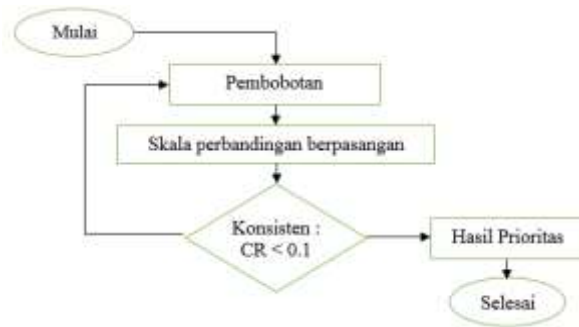 Mulai
Pembobotan
Skala perbandingan berpasangan
Konsisten :
CR < 0.1
Hasil Prioritas
Selesai